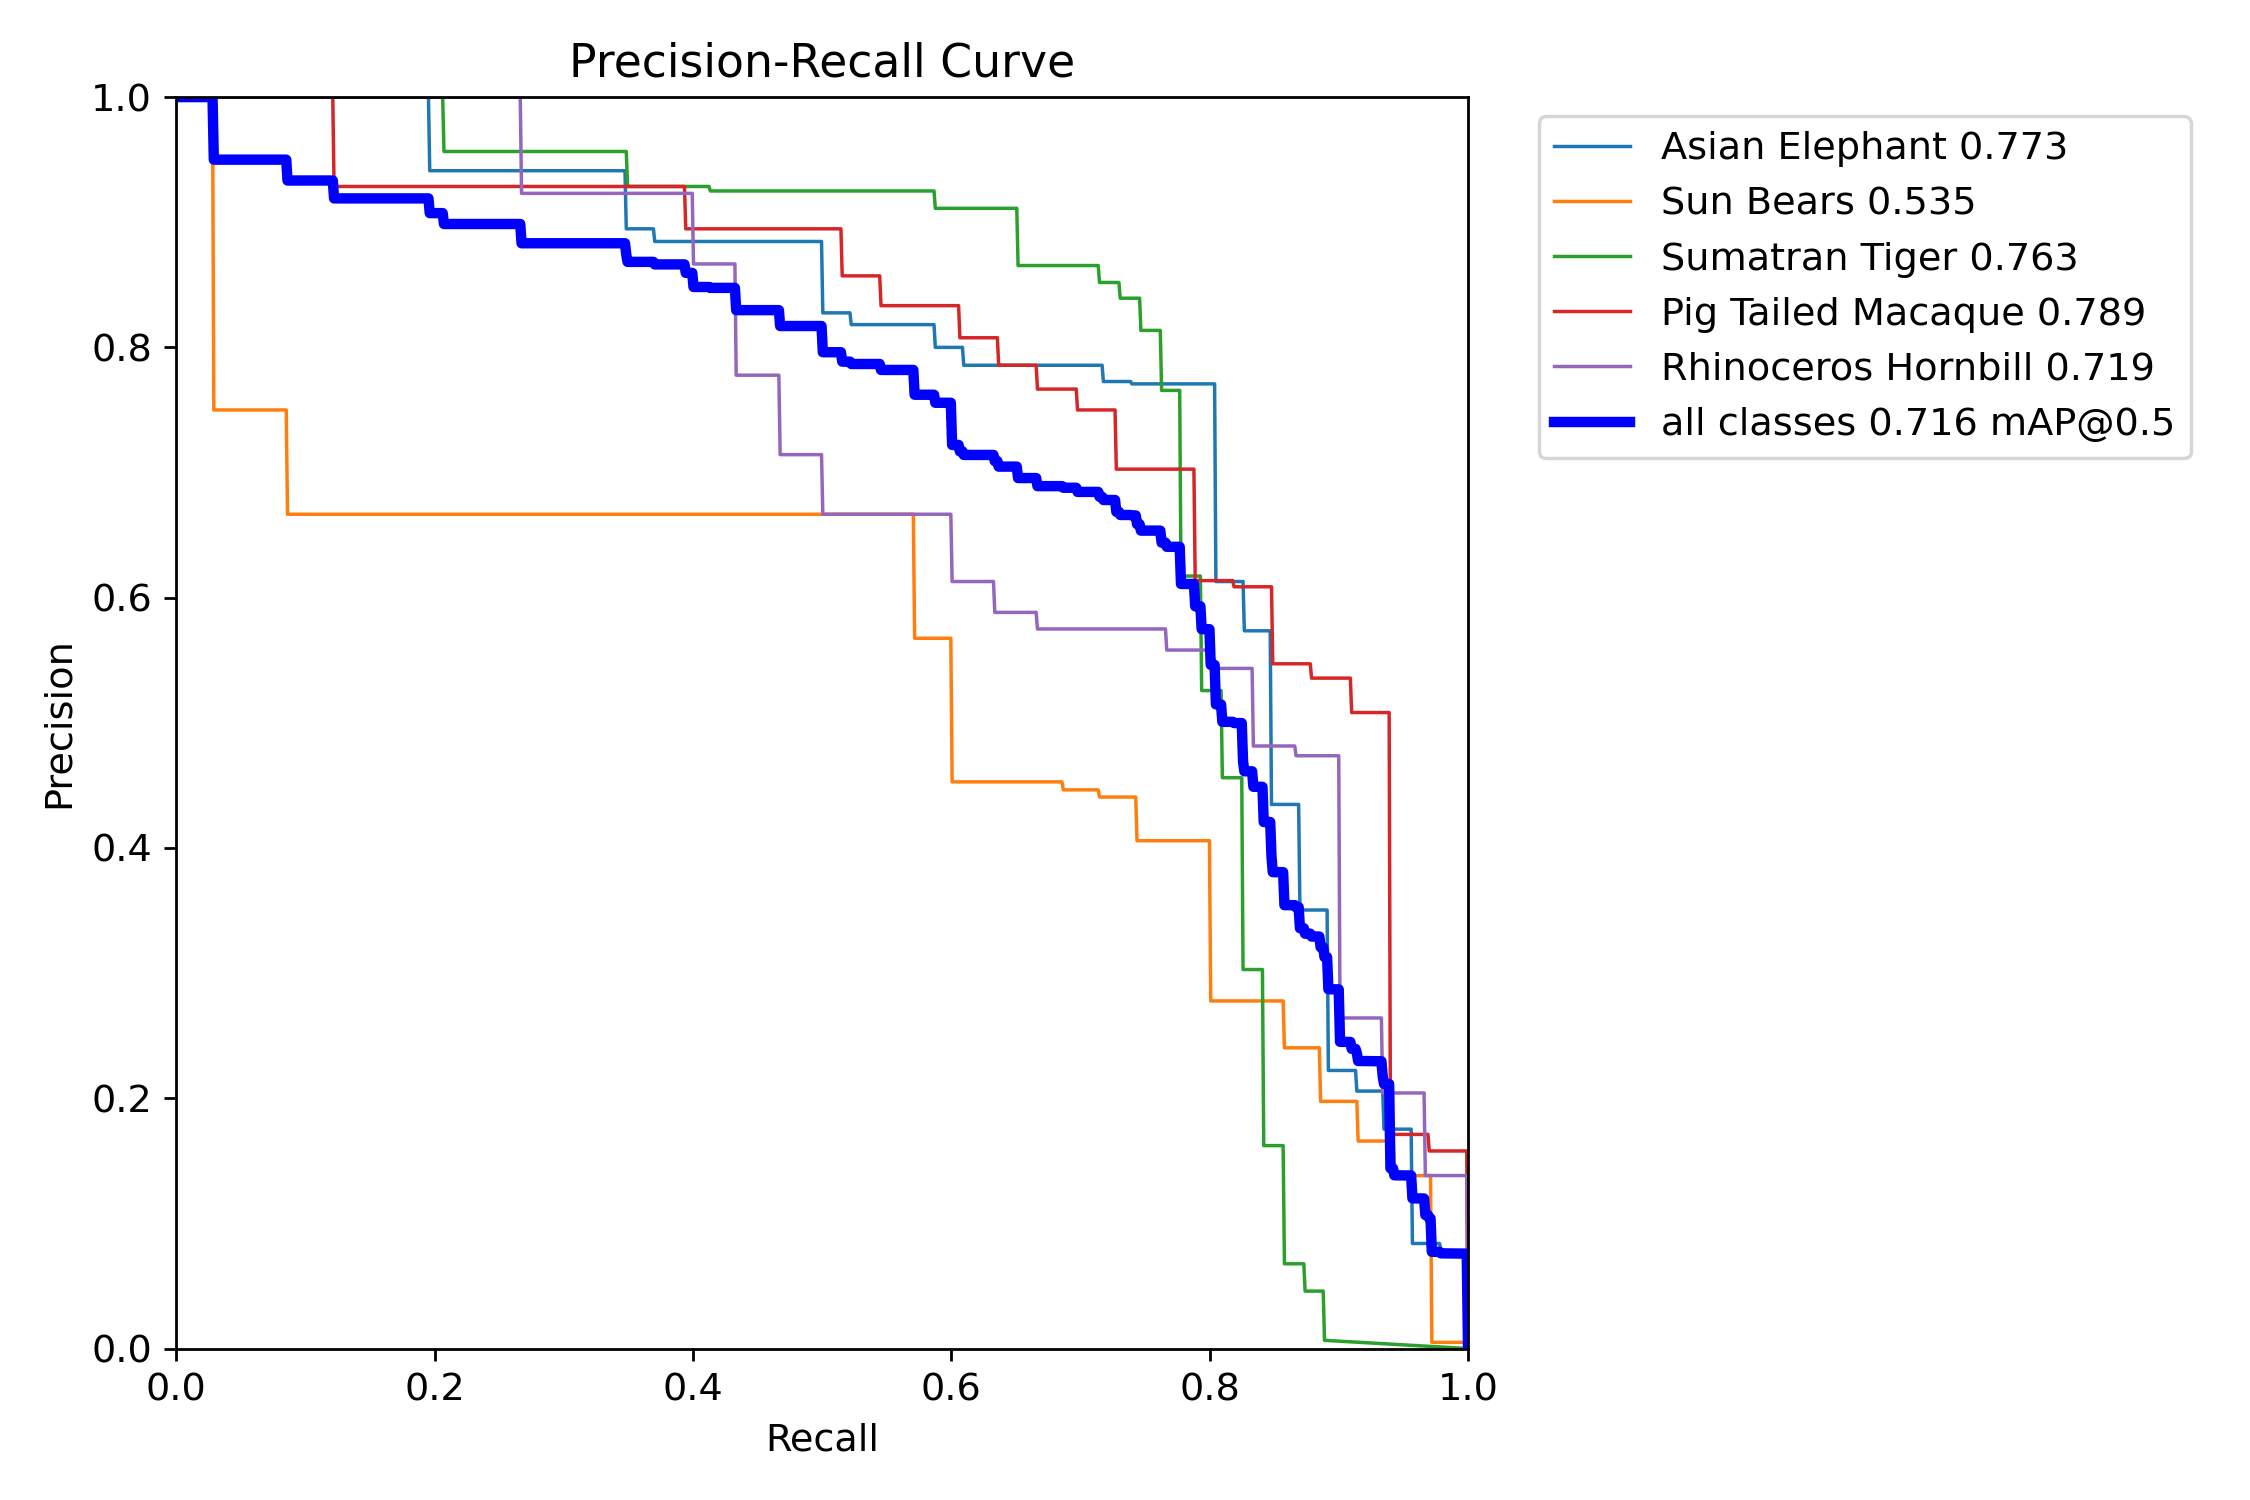 Precision-Recall Curve
1.0
0.8
0.6
0.4
0.2
0.0
Precision
0.0 0.2 0.4 0.6 0.8 1.0
Recall
Asian Elephant 0.773
Sun Bears 0.535
Sumatran Tiger 0.763
Pig Tailed Macaque 0.789
Rhinoceros Hornbill 0.719
all classes 0.716 mAP@0.5